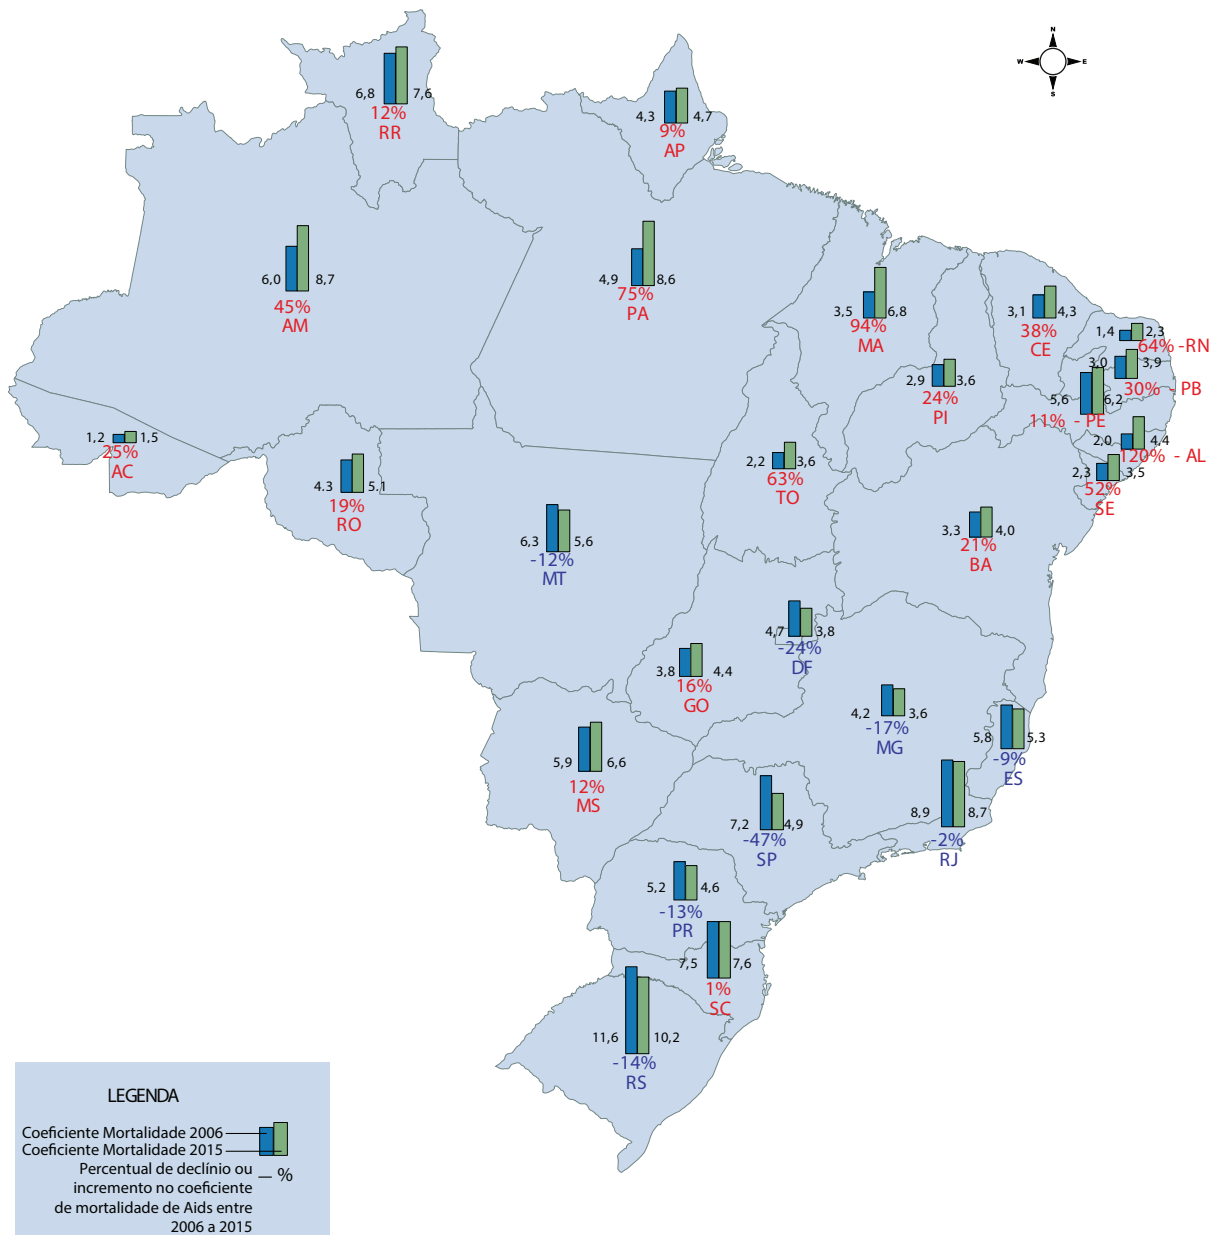 N
W E
S
6,8 7,6
12%
RR
4,3 4,7
9%
AP
6,0 8,7
45%
AM
4,9 8,6
75%
PA
3,5 6,8
94%
MA
3,1 4,3
38%
CE
1,4 2,3
64% -RN
3,0 3,9
30% - PB
2,9 3,6
24%
PI
5,6 6,2
11% - PE
2,0 4,4
120% - AL
2,3 3,5
52%
SE
1,2 1,5
25%
AC
4.3 5.1
19%
RO
2,2 3,6
63%
TO
6,3 5,6
-12%
MT
3,3 4,0
21%
BA
4,7 3,8
-24%
DF
3,8 4,4
16%
GO
4,2 3,6
-17%
MG
5,8 5,3
-9%
ES
5,9 6,6
12%
MS
8,9 8,7
-2%
RJ
7,2 4,9
-47%
SP
5,2 4,6
-13%
PR
7,5 7,6
1%
SC
11,6 10,2
-14%
RS
LEGENDA
Coeficiente Mortalidade 2006
Coeficiente Mortalidade 2015
Percentual de declínio ou
incremento no coeficiente
de mortalidade de Aids entre
2006 a 2015
— %